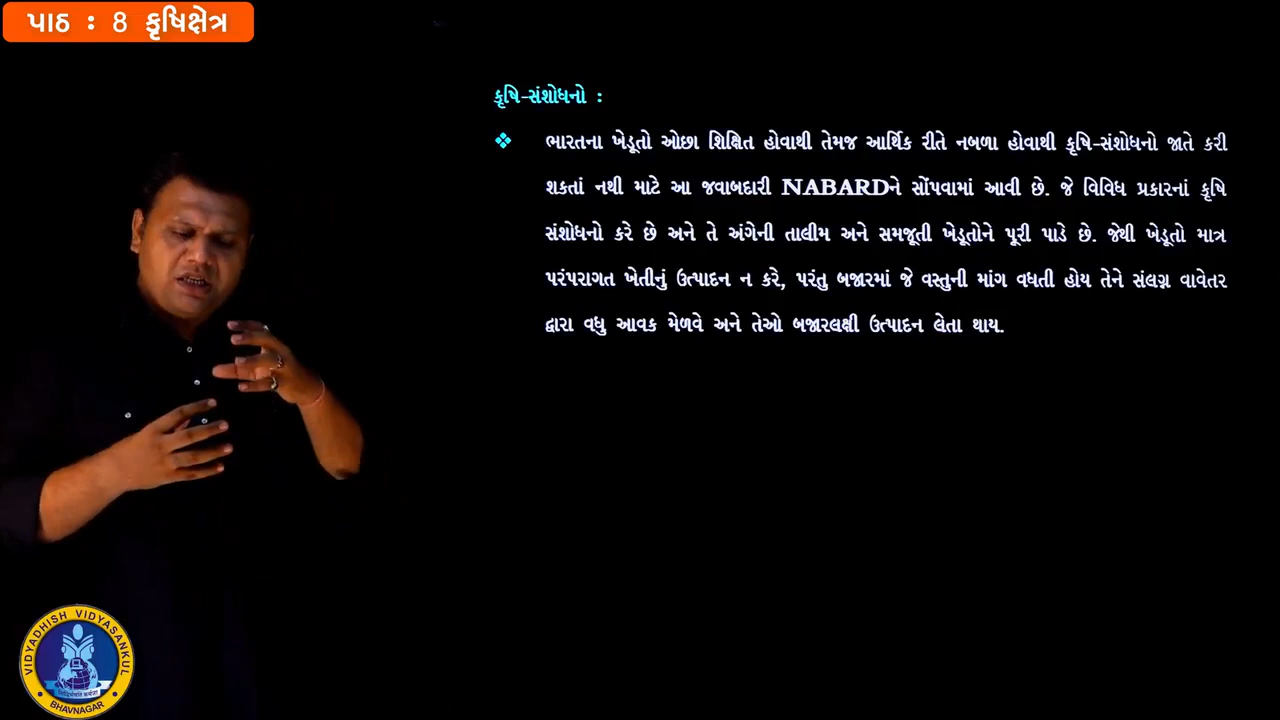 પાઠ : 8 કૃષિક્ષેત્ર
કૃષિ-સંશોધનો :
❖ ભારતના ખેડૂતો ઓછા શિક્ષિત હોવાથી તેમજ આર્થિક રીતે નબળા હોવાથી કૃષિ-સંશોધનો જાતે કરી
શકતાં નથી માટે આ જવાબદારી NABARDને સોંપવામાં આવી છે. જે વિવિધ પ્રકારનાં કૃષિ
સંશોધનો કરે છે અને તે અંગેની તાલીમ અને સમજૂતી ખેડૂતોને પૂરી પાડે છે. જેથી ખેડૂતો માત્ર
પરંપરાગત ખેતીનું ઉત્પાદન ન કરે, પરંતુ બજારમાં જે વસ્તુની માંગ વધતી હોય તેને સંલગ્ન વાવેતર
દ્વારા વધુ આવક મેળવે અને તેઓ બજારલક્ષી ઉત્પાદન લેતા થાય.
VIDYADHISH VIDYASANKUL
BHAVNAGAR